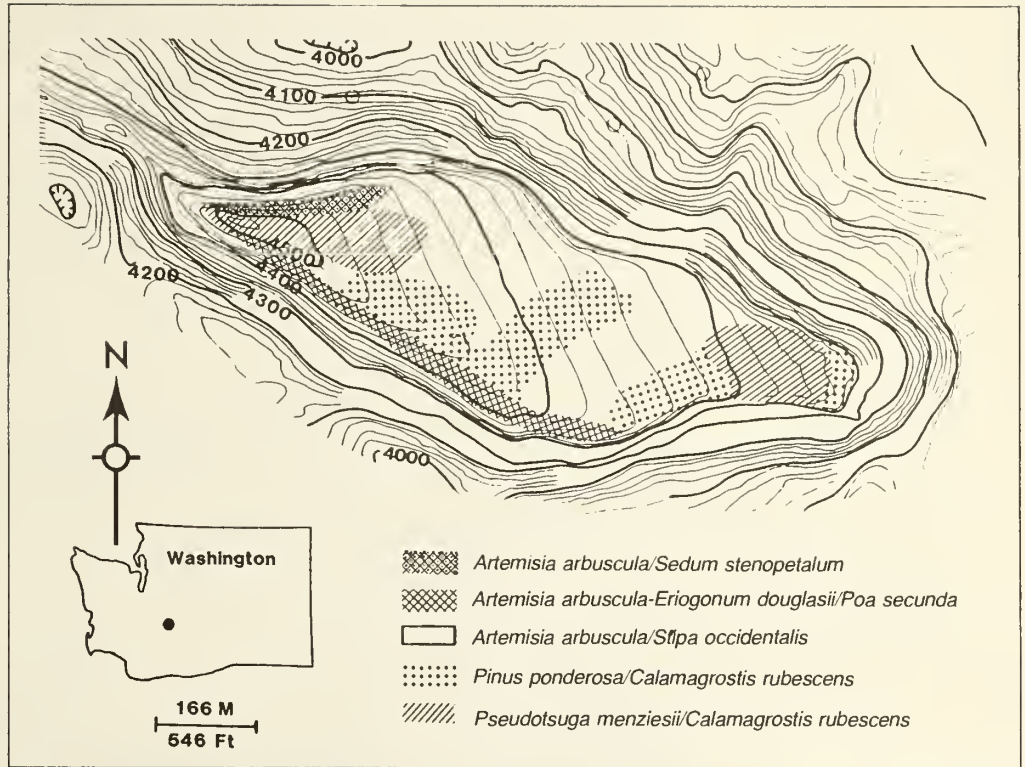 4000
4100
4200
4500
4400
4300
4200
4000
N
Washington
166 M
546 Ft
Artemisia arbuscula/Sedum stenopetalum
Artemisia arbuscula-Eriogonum douglasii/Poa secunda
Artemisia arbuscula/Stipa occidentalis
Pinus ponderosa/Calamagrostis rubescens
Pseudotsuga menziesii/Calamagrostis rubescens